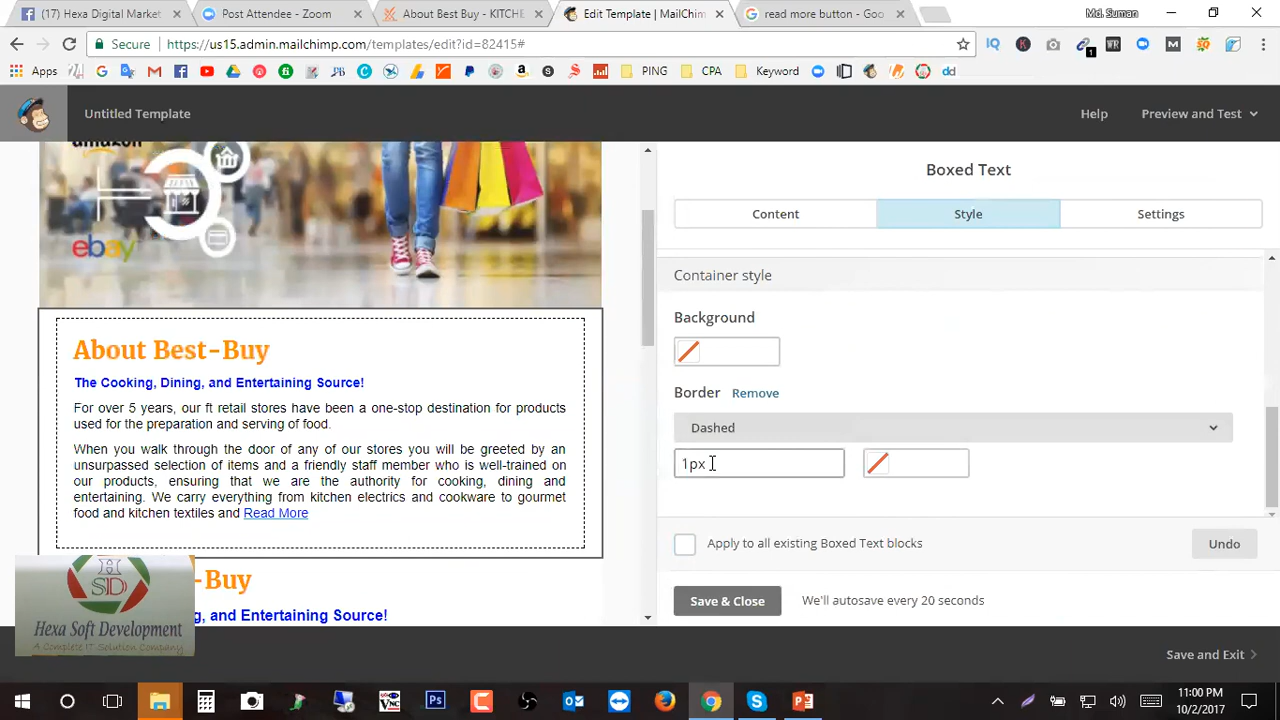 (17) Hexa Digital Market
Post Attendee - Zoom
About Best Buy - KITCHE
Edit Template | MailChim
read more button - Goo
Md. Suman
Secure
https://us15.admin.mailchimp.com/templates/edit?id=82415#
Apps
PING
CPA
Keyword
Untitled Template
Help
Preview and Test
amazon
ebay
Boxed Text
Content
Style
Settings
Container style
Background
Border Remove
Dashed
1px
About Best-Buy
The Cooking, Dining, and Entertaining Source!
For over 5 years, our ft retail stores have been a one-stop destination for products
used for the preparation and serving of food.
When you walk through the door of any of our stores you will be greeted by an
unsurpassed selection of items and a friendly staff member who is well-trained on
our products, ensuring that we are the authority for cooking, dining and
entertaining. We carry everything from kitchen electrics and cookware to gourmet
food and kitchen textiles and Read More
-Buy
g, and Entertaining Source!
H
SD
Hexa Soft Development
A Complete IT Solution Company
Apply to all existing Boxed Text blocks
Undo
Save & Close
We'll autosave every 20 seconds
Save and Exit
11:00 PM
10/2/2017